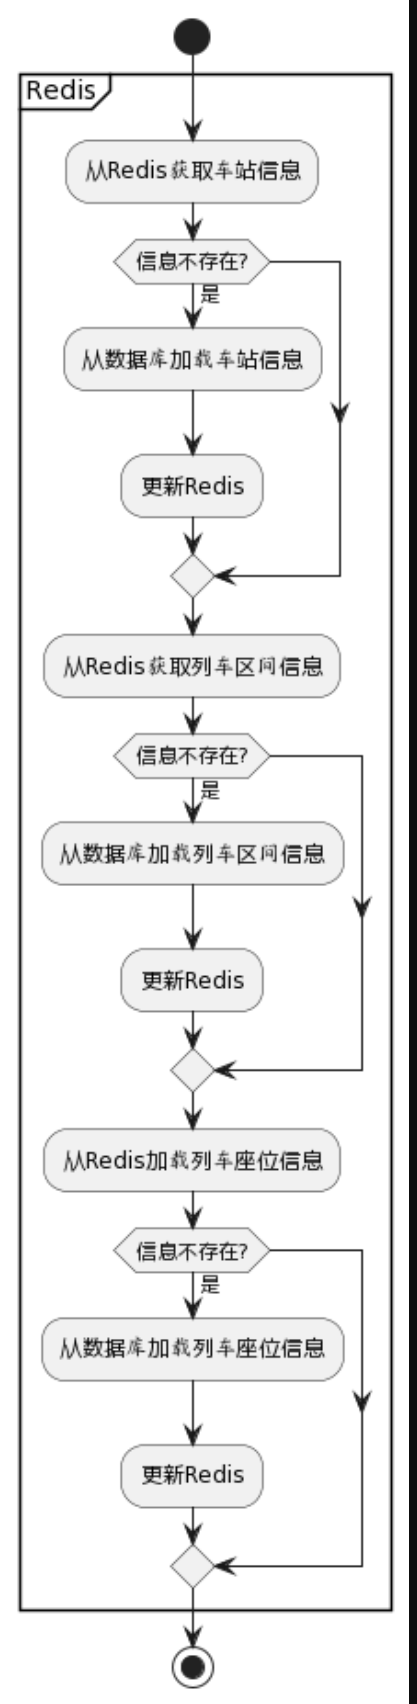 Redis
从Redis获取车站信息
信息不存在?
是
从数据库加载车站信息
更新Redis
从Redis获取列车区间信息
信息不存在?
是
从数据库加载列车区间信息
更新Redis
从Redis加载列车座位信息
信息不存在?
是
从数据库加载列车座位信息
更新Redis